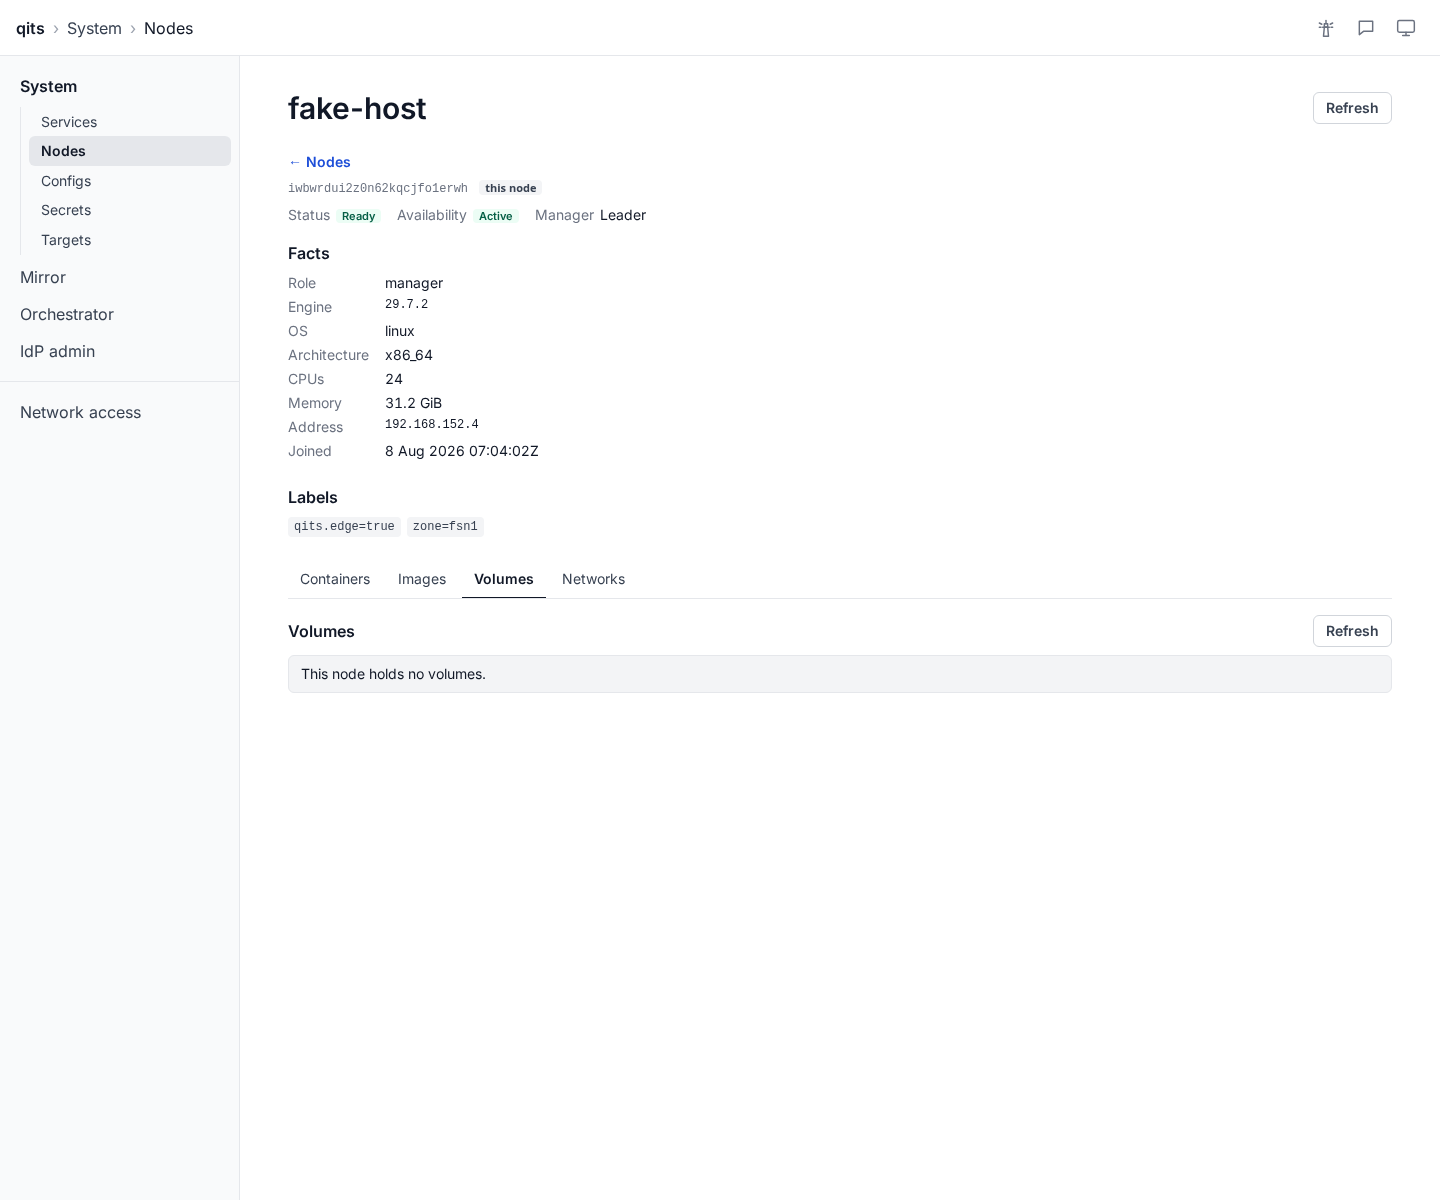 qits › System › Nodes
System
Services
Nodes
Configs
Secrets
Targets
Mirror
Orchestrator
IdP admin
Network access
fake-host
Refresh
← Nodes
iwbwrdui2z0n62kqcjfo1erwh this node
Status Ready Availability Active Manager Leader
Facts
Role manager
Engine 29.7.2
OS linux
Architecture x86_64
CPUs 24
Memory 31.2 GiB
Address 192.168.152.4
Joined 8 Aug 2026 07:04:02Z
Labels
qits.edge=true zone=fsn1
Containers Images Volumes Networks
Volumes Refresh
This node holds no volumes.